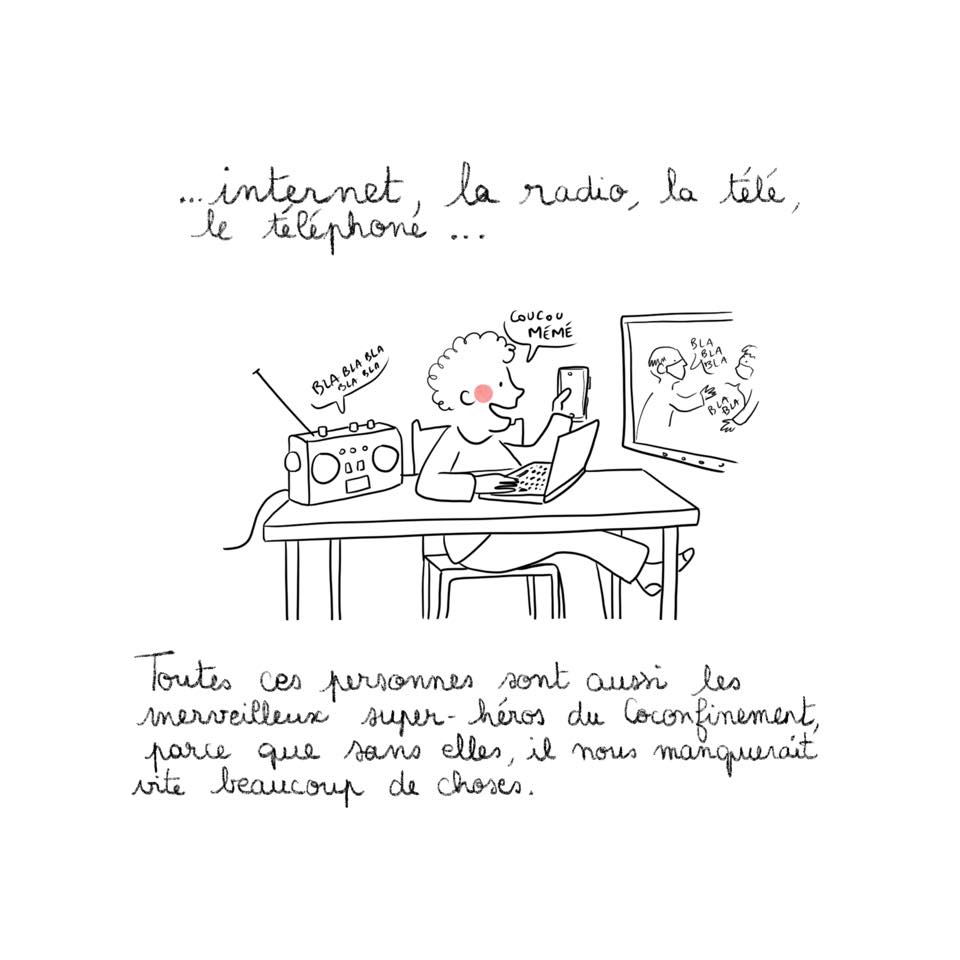 ...internet, la radio, la télé,
le téléphone ...
COUCOU
MÉMÉ
BLA BLA BLA
BLA BLA
BLA
BLA
BLA
BLA
BLA
Toutes ces personnes sont aussi les
merveilleux super-héros du Coconfinement,
parce que sans elles, il nous manquerait
vite beaucoup de choses.